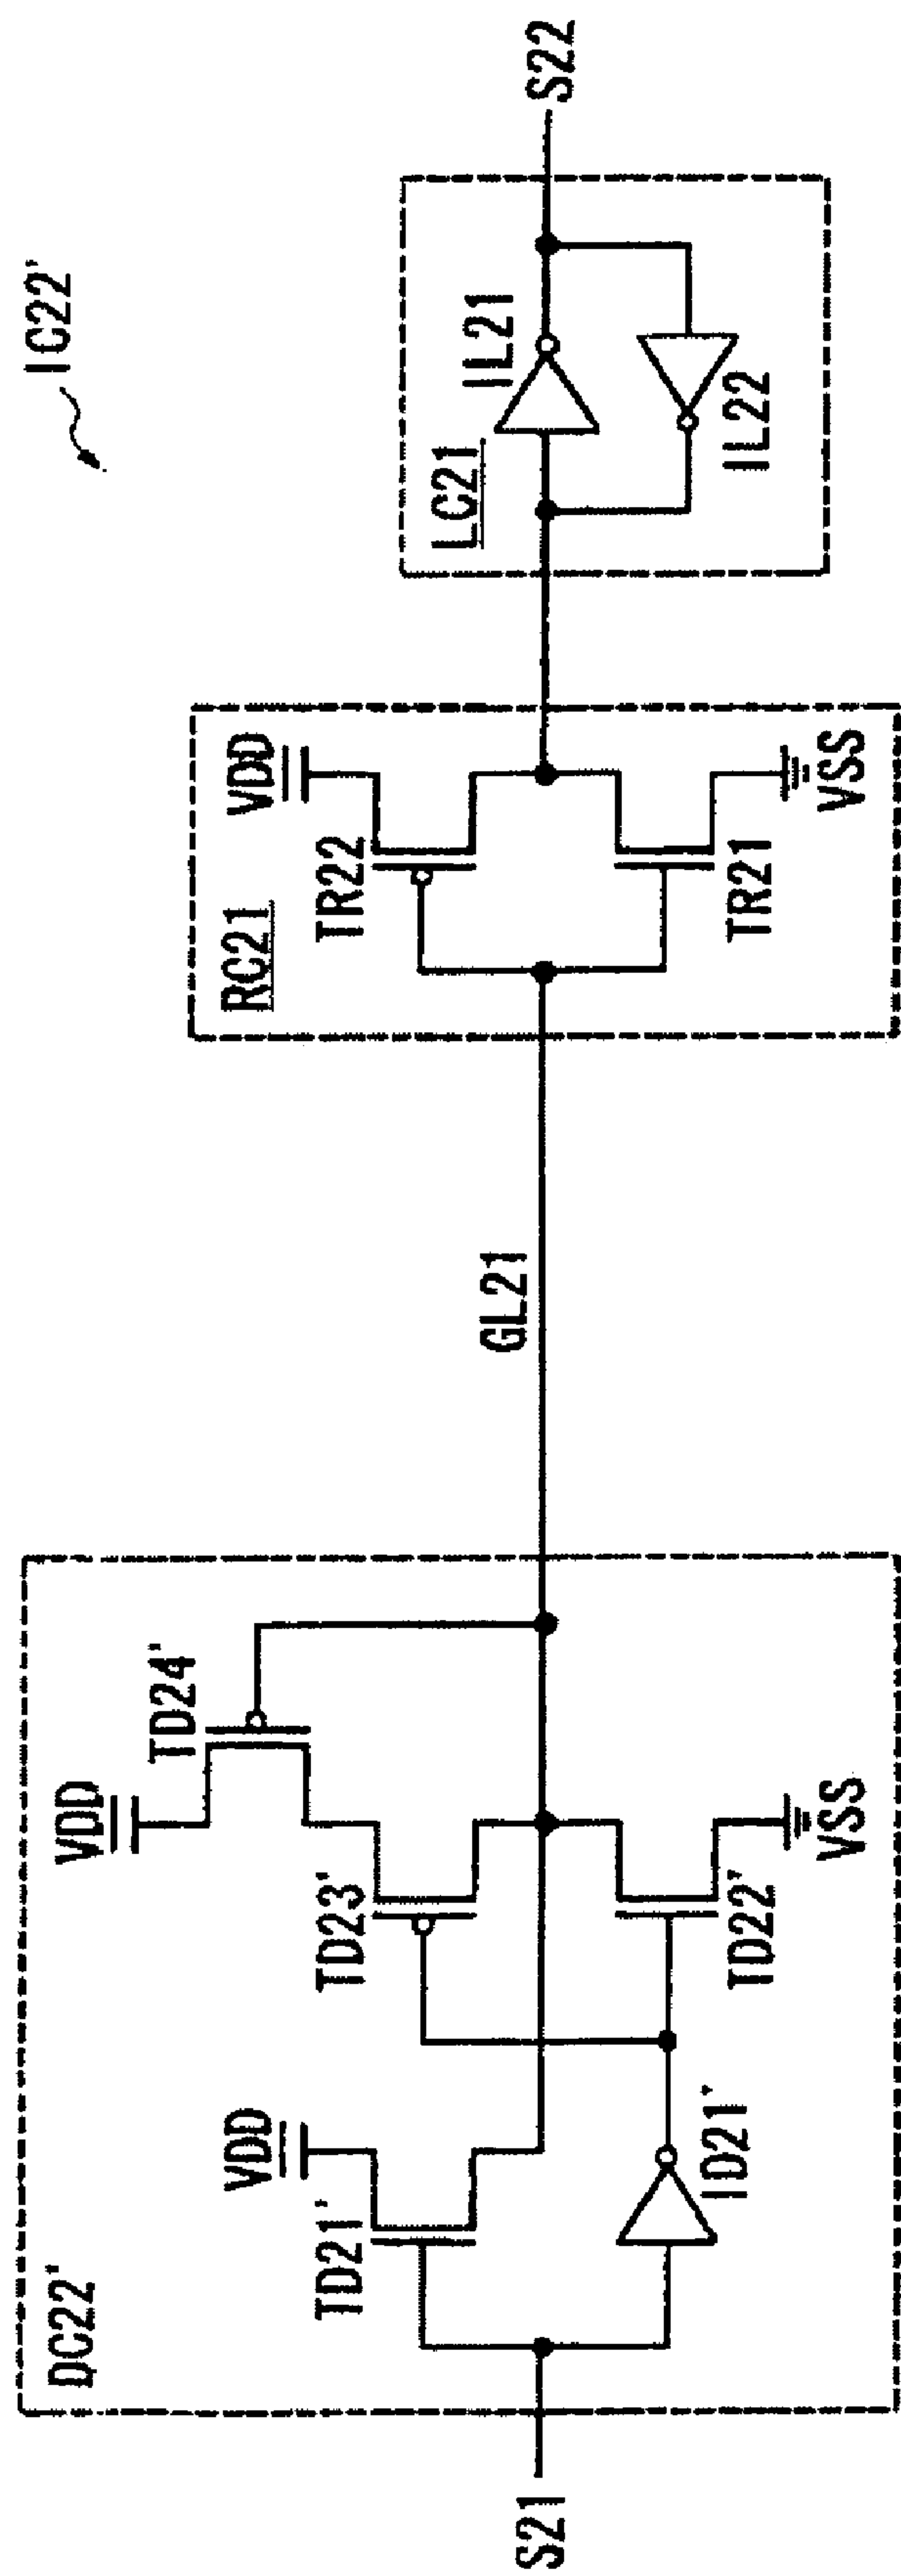 IC22'
DC22'
VDD
TD24'
VDD
TD21'
TD23'
S21
ID21'
TD22'
VSS
GL21
RC21
VDD
TR22
TR21
VSS
LC21
IL21
IL22
S22